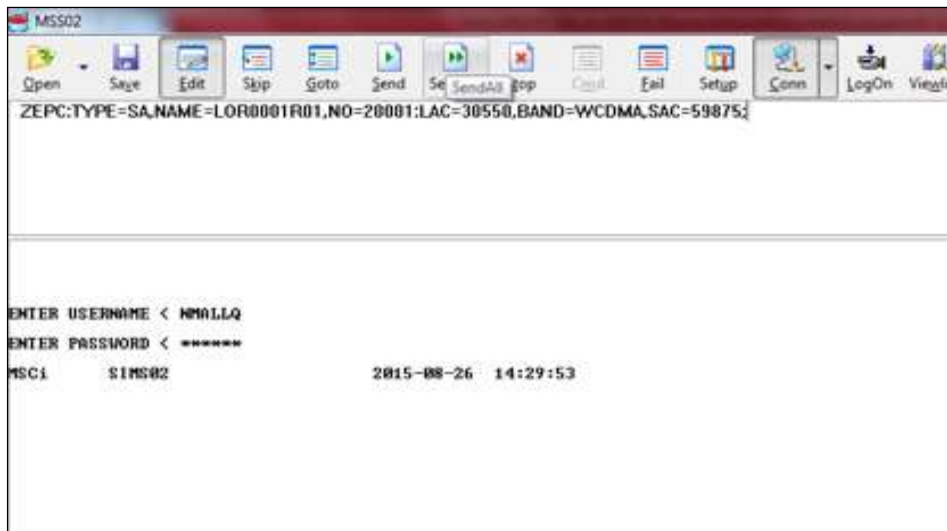 MSS02
Open Save Edit Skip Goto Send Se SendAll top Fail Setup Conn LogOn
ZEPC:TYPE=SA,NAME=LOR0001R01,NO=20001:LAC=30550,BAND=WCDMA,SAC=59875;
ENTER USERNAME < NMALLQ
ENTER PASSWORD < ******
MSCi SIMS02 2015-08-26 14:29:53